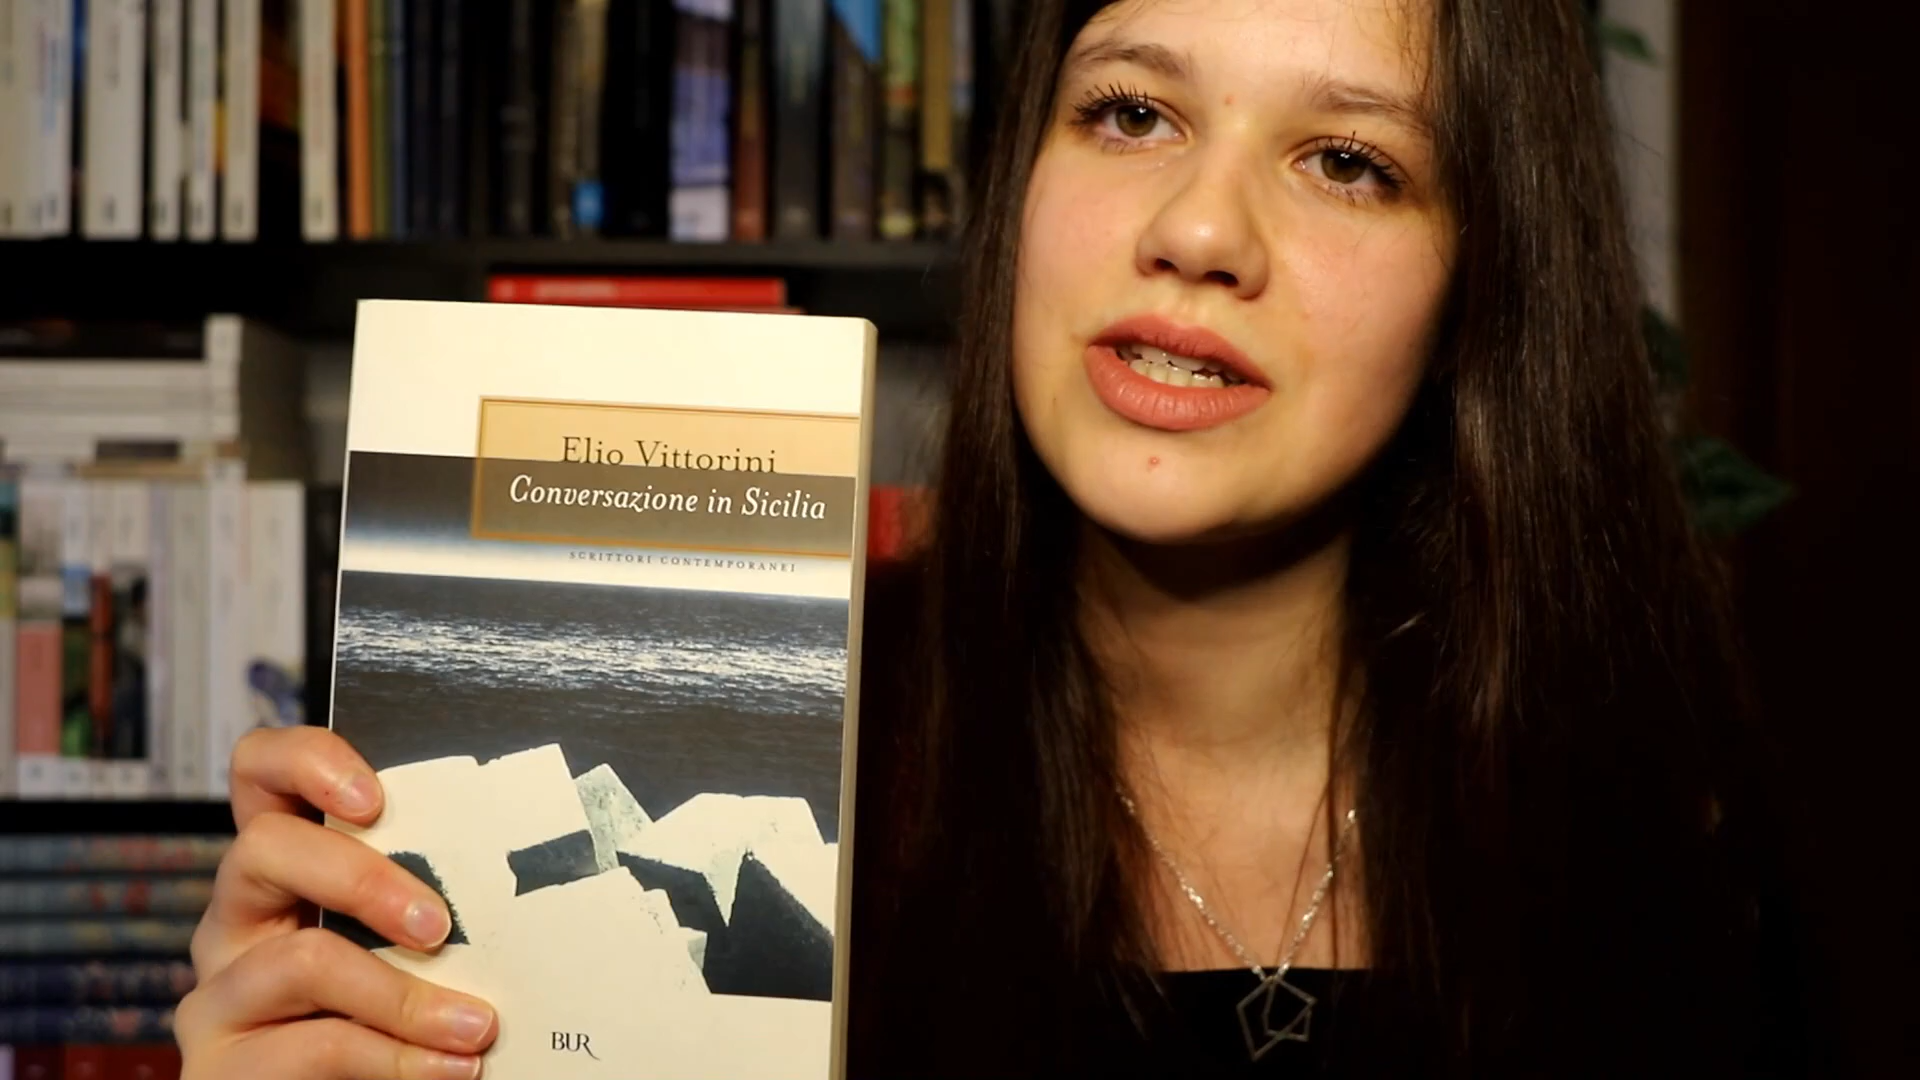 Elio Vittorini
Conversazione in Sicilia
SCRITTORI CONTEMPORANEI
BUR